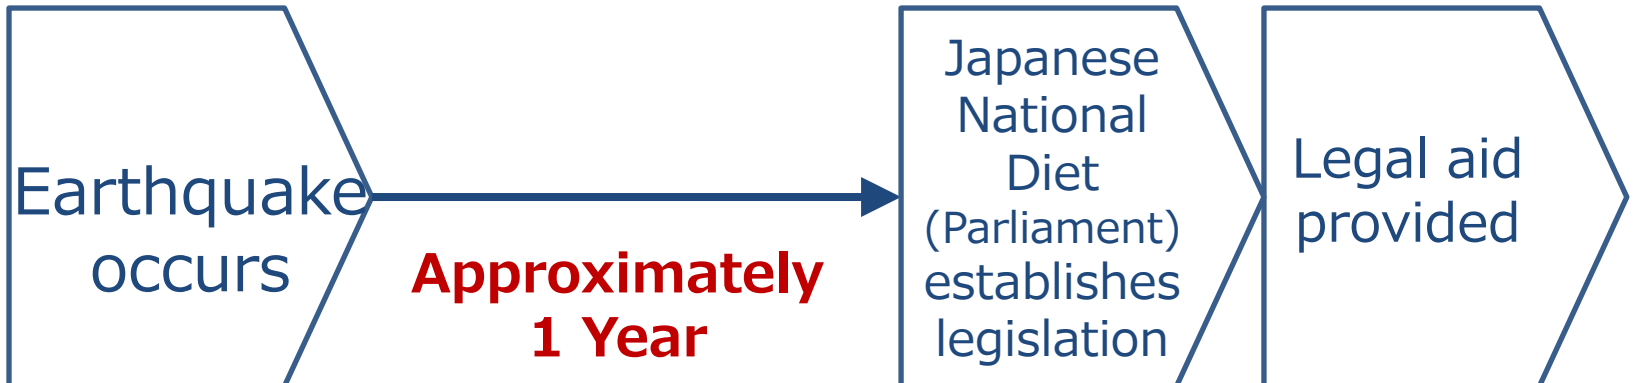 Earthquake
occurs
Approximately
1 Year
Japanese
National
Diet
(Parliament)
establishes
legislation
Legal aid
provided